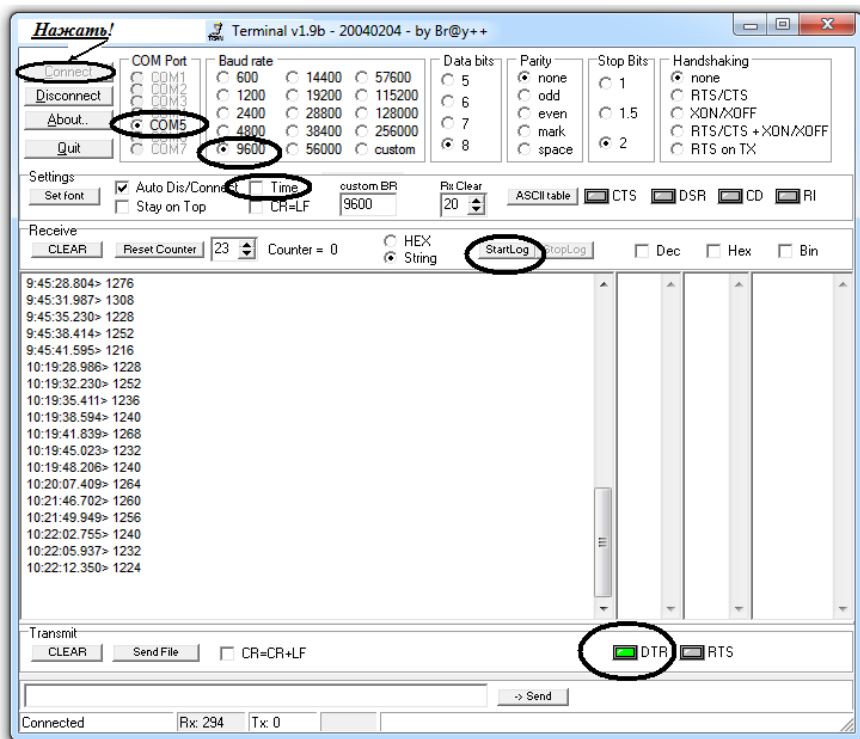 Нажать!
Terminal v1.9b - 20040204 - by Br@y++
Connect
Disconnect
About..
Quit
COM Port
COM1
COM2
COM3
COM5
COM7
Baud rate
600 14400 57600
1200 19200 115200
2400 28800 128000
4800 38400 256000
9600 56000 custom
Data bits
5
6
7
8
Parity
none
odd
even
mark
space
Stop Bits
1
1.5
2
Handshaking
none
RTS/CTS
XON/XOFF
RTS/CTS + XON/XOFF
RTS on TX
Settings
Set font
Auto Dis/Connect
Stay on Top
Time
CR=LF
custom BR
9600
Rx Clear
20
ASCII table
CTS DSR CD RI
Receive
CLEAR Reset Counter 23 Counter = 0
HEX
String
StartLog StopLog
Dec Hex Bin
9:45:28.804> 1276
9:45:31.987> 1308
9:45:35.230> 1228
9:45:38.414> 1252
9:45:41.595> 1216
10:19:28.986> 1228
10:19:32.230> 1252
10:19:35.411> 1236
10:19:38.594> 1240
10:19:41.839> 1268
10:19:45.023> 1232
10:19:48.206> 1240
10:20:07.409> 1264
10:21:46.702> 1260
10:21:49.949> 1256
10:22:02.755> 1240
10:22:05.937> 1232
10:22:12.350> 1224
Transmit
CLEAR Send File CR=CR+LF
DTR RTS
-> Send
Connected Rx: 294 Tx: 0